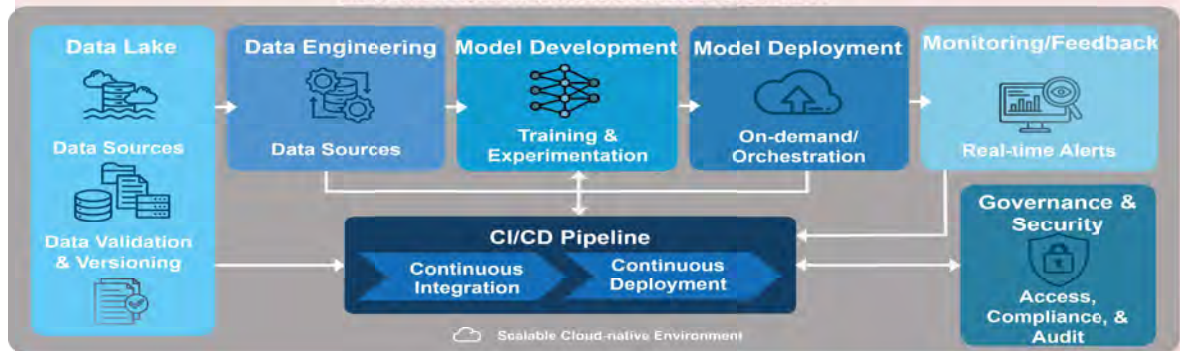 Data Lake
Data Sources
Data Validation
& Versioning
Data Engineering
Data Sources
Model Development
Training &
Experimentation
Model Deployment
On-demand/
Orchestration
Monitoring/Feedback
Real-time Alerts
CI/CD Pipeline
Continuous
Integration
Continuous
Deployment
Governance &
Security
Access,
Compliance, &
Audit
Scalable Cloud-native Environment